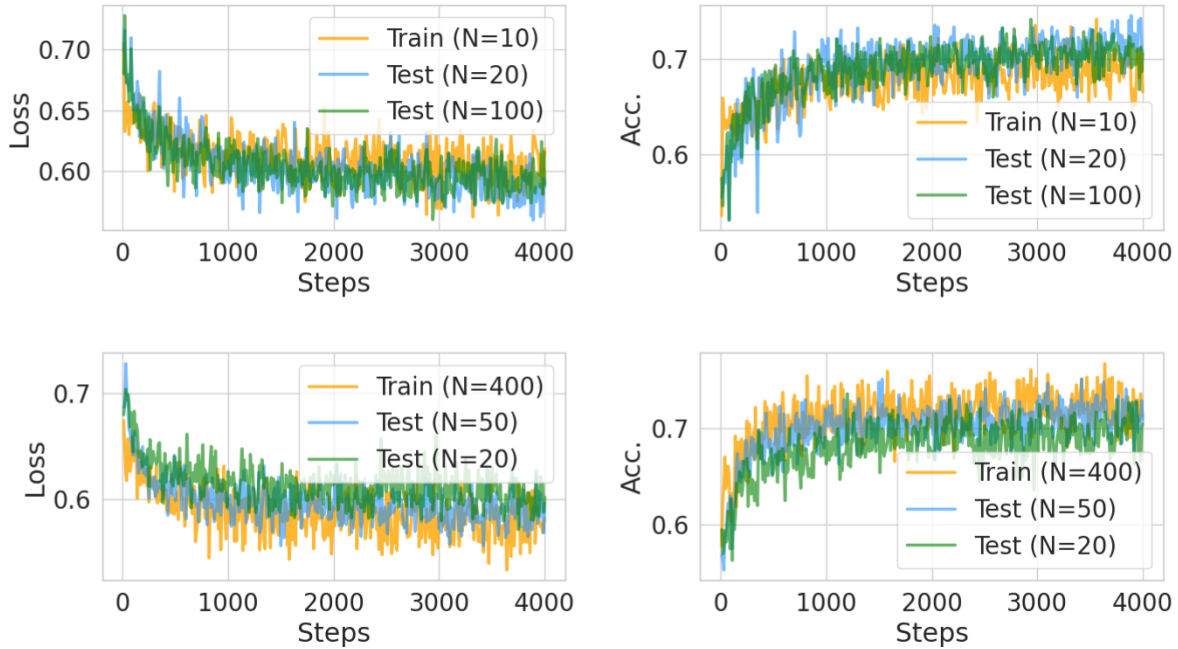 0.70
0.65
0.60
Loss
Train (N=10)
Test (N=20)
Test (N=100)
0 1000 2000 3000 4000
Steps
0.7
0.6
Acc.
Train (N=10)
Test (N=20)
Test (N=100)
0 1000 2000 3000 4000
Steps
0.7
0.6
Loss
Train (N=400)
Test (N=50)
Test (N=20)
0 1000 2000 3000 4000
Steps
0.7
0.6
Acc.
Train (N=400)
Test (N=50)
Test (N=20)
0 1000 2000 3000 4000
Steps